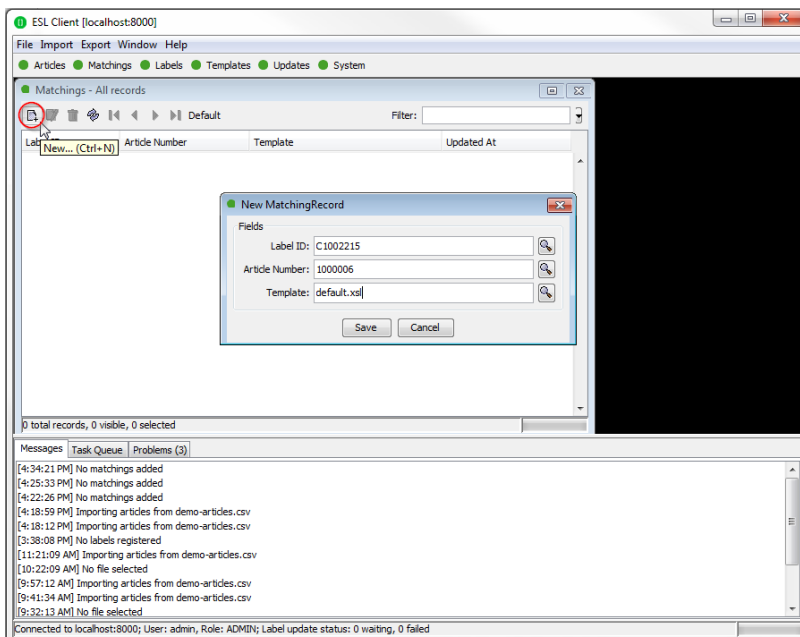 ESL Client [localhost:8000]
File Import Export Window Help
Articles Matchings Labels Templates Updates System
Matchings - All records
Default Filter:
Label ID Article Number Template Updated At
New... (Ctrl+N)
New MatchingRecord
Fields
Label ID: C1002215
Article Number: 1000006
Template: default.xsl
Save Cancel
0 total records, 0 visible, 0 selected
Messages Task Queue Problems (3)
[4:34:21 PM] No matchings added
[4:25:33 PM] No matchings added
[4:22:26 PM] No matchings added
[4:18:59 PM] Importing articles from demo-articles.csv
[4:18:12 PM] Importing articles from demo-articles.csv
[3:38:08 PM] No labels registered
[11:21:09 AM] Importing articles from demo-articles.csv
[10:22:09 AM] No file selected
[9:57:12 AM] Importing articles from demo-articles.csv
[9:41:34 AM] Importing articles from demo-articles.csv
[9:32:13 AM] No file selected
Connected to localhost:8000; User: admin, Role: ADMIN; Label update status: 0 waiting, 0 failed